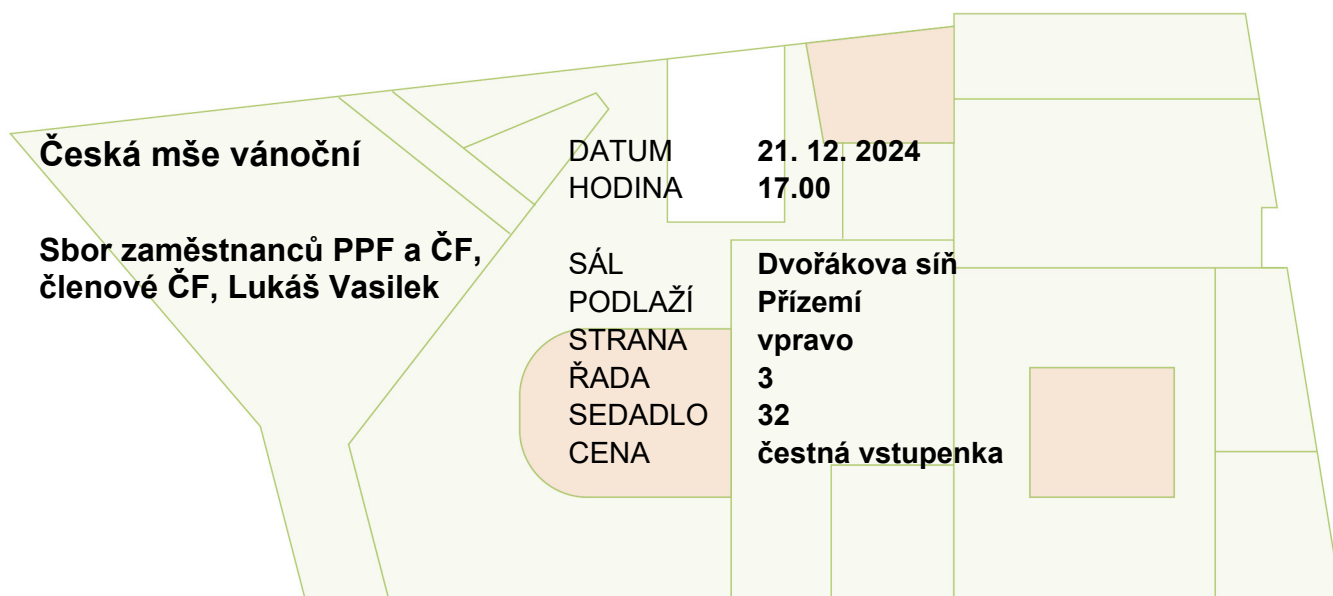 Česká mše vánoční
Sbor zaměstnanců PPF a ČF,
členové ČF, Lukáš Vasilek
DATUM 21. 12. 2024
HODINA 17.00
SÁL Dvořákova síň
PODLAŽÍ Přízemí
STRANA vpravo
ŘADA 3
SEDADLO 32
CENA čestná vstupenka